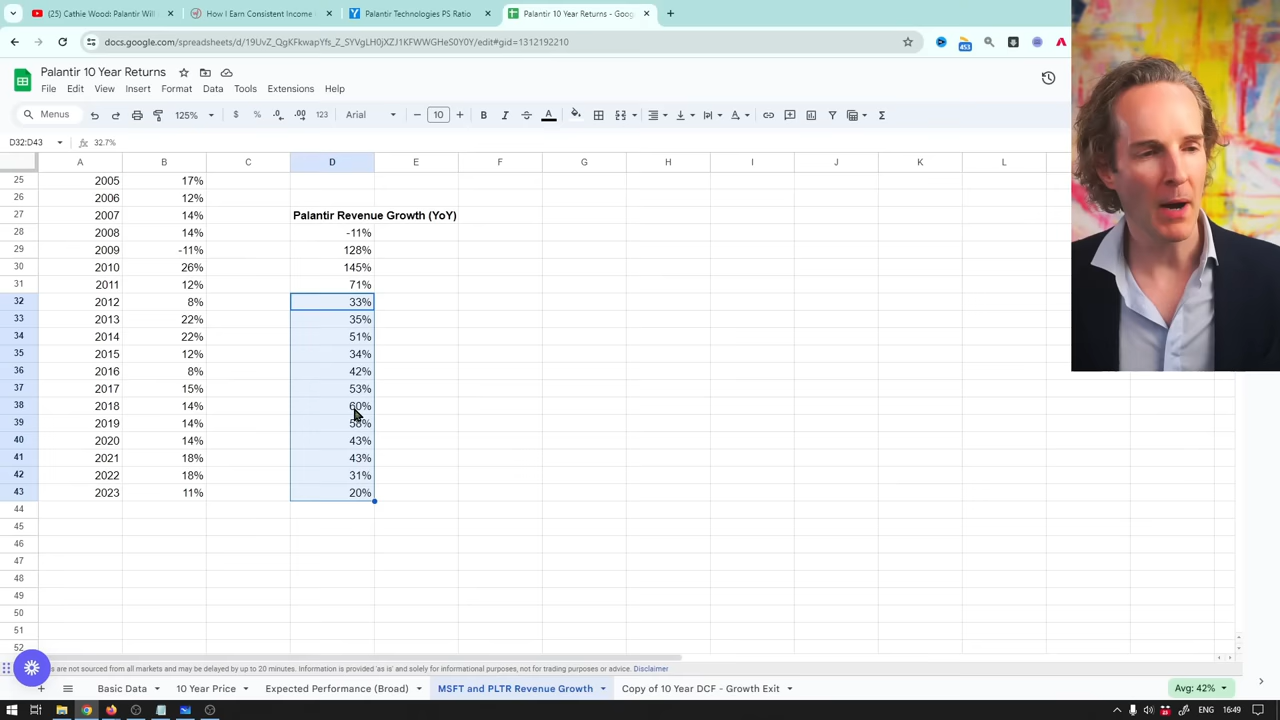 (25) Cathie Wood: Palantir Will
How I Earn Consistent Income
Palantir Technologies PS Ratio
Palantir 10 Year Returns - Goog
docs.google.com/spreadsheets/d/19UvZ_QgKFkwapYfs_Z_SYVgLH0jXZJ1KFWWGHeS0Y0Y/edit#gid=1312192210
453
Palantir 10 Year Returns
File Edit View Insert Format Data Tools Extensions Help
Menus 125% $ % .0 .00 123 Arial 10 B I A
D32:D43 fx 32.7%
A B C D E F G H I J K L
25 2005 17%
26 2006 12%
27 2007 14% Palantir Revenue Growth (YoY)
28 2008 14% -11%
29 2009 -11% 128%
30 2010 26% 145%
31 2011 12% 71%
32 2012 8% 33%
33 2013 22% 35%
34 2014 22% 51%
35 2015 12% 34%
36 2016 8% 42%
37 2017 15% 53%
38 2018 14% 60%
39 2019 14%
40 2020 14% 43%
41 2021 18% 43%
42 2022 18% 31%
43 2023 11% 20%
44
45
46
47
48
49
50
51
52
are not sourced from all markets and may be delayed by up to 20 minutes. Information is provided 'as is' and solely for informational purposes, not for trading purposes or advice. Disclaimer
Basic Data 10 Year Price Expected Performance (Broad) MSFT and PLTR Revenue Growth Copy of 10 Year DCF - Growth Exit Avg: 42%
ENG 16:49